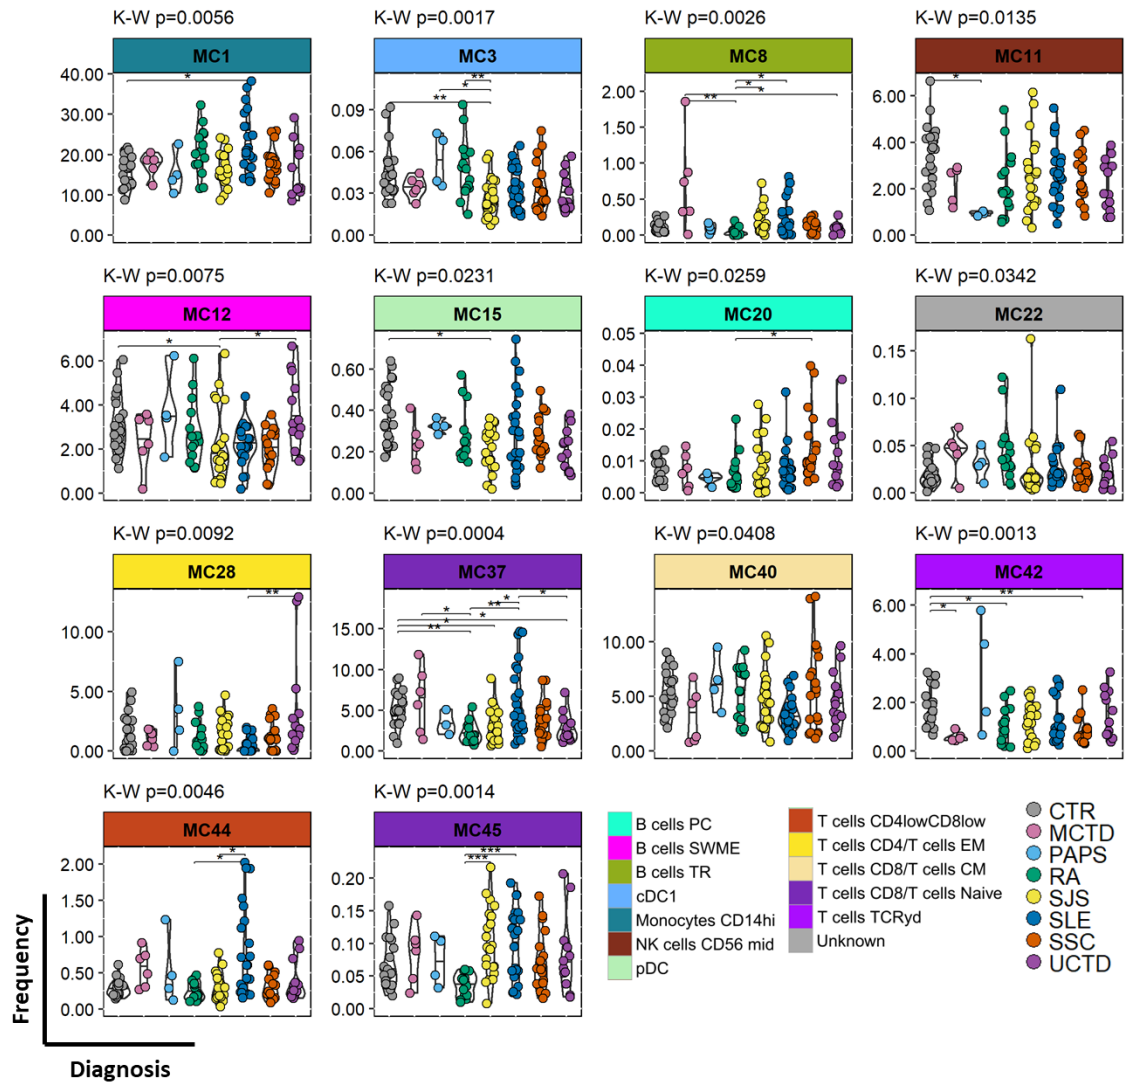 K-W p=0.0056 K-W p=0.0017 K-W p=0.0026 K-W p=0.0135
MC1 MC3 MC8 MC11
40.00
30.00
20.00
10.00
0.00
*
0.09
0.06
0.03
0.00
**
*
**
2.00
1.50
1.00
0.50
0.00
*
*
*
**
6.00
4.00
2.00
0.00
*
K-W p=0.0075 K-W p=0.0231 K-W p=0.0259 K-W p=0.0342
MC12 MC15 MC20 MC22
6.00
4.00
2.00
0.00
*
*
0.60
0.40
0.20
0.00
*
0.05
0.04
0.03
0.02
0.01
0.00
*
0.15
0.10
0.05
0.00
K-W p=0.0092 K-W p=0.0004 K-W p=0.0408 K-W p=0.0013
MC28 MC37 MC40 MC42
10.00
5.00
0.00
**
15.00
10.00
5.00
0.00
*
*
**
*
*
*
**
10.00
5.00
0.00
6.00
4.00
2.00
0.00
**
*
*
K-W p=0.0046 K-W p=0.0014
MC44 MC45
2.00
1.50
1.00
0.50
0.00
*
*
0.20
0.15
0.10
0.05
0.00
***
***
B cells PC
B cells SWME
B cells TR
cDC1
Monocytes CD14hi
NK cells CD56 mid
pDC
T cells CD4lowCD8low
T cells CD4/T cells EM
T cells CD8/T cells CM
T cells CD8/T cells Naive
T cells TCRyd
Unknown
CTR
MCTD
PAPS
RA
SJS
SLE
SSC
UCTD
Frequency
Diagnosis